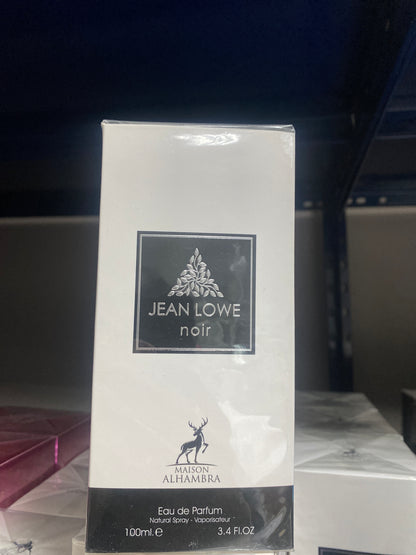 JEAN LOWE
noir
MAISON
ALHAMBRA
Eau de Parfum
Natural Spray - Vaporisateur
100ml.e 3.4 Fl.OZ